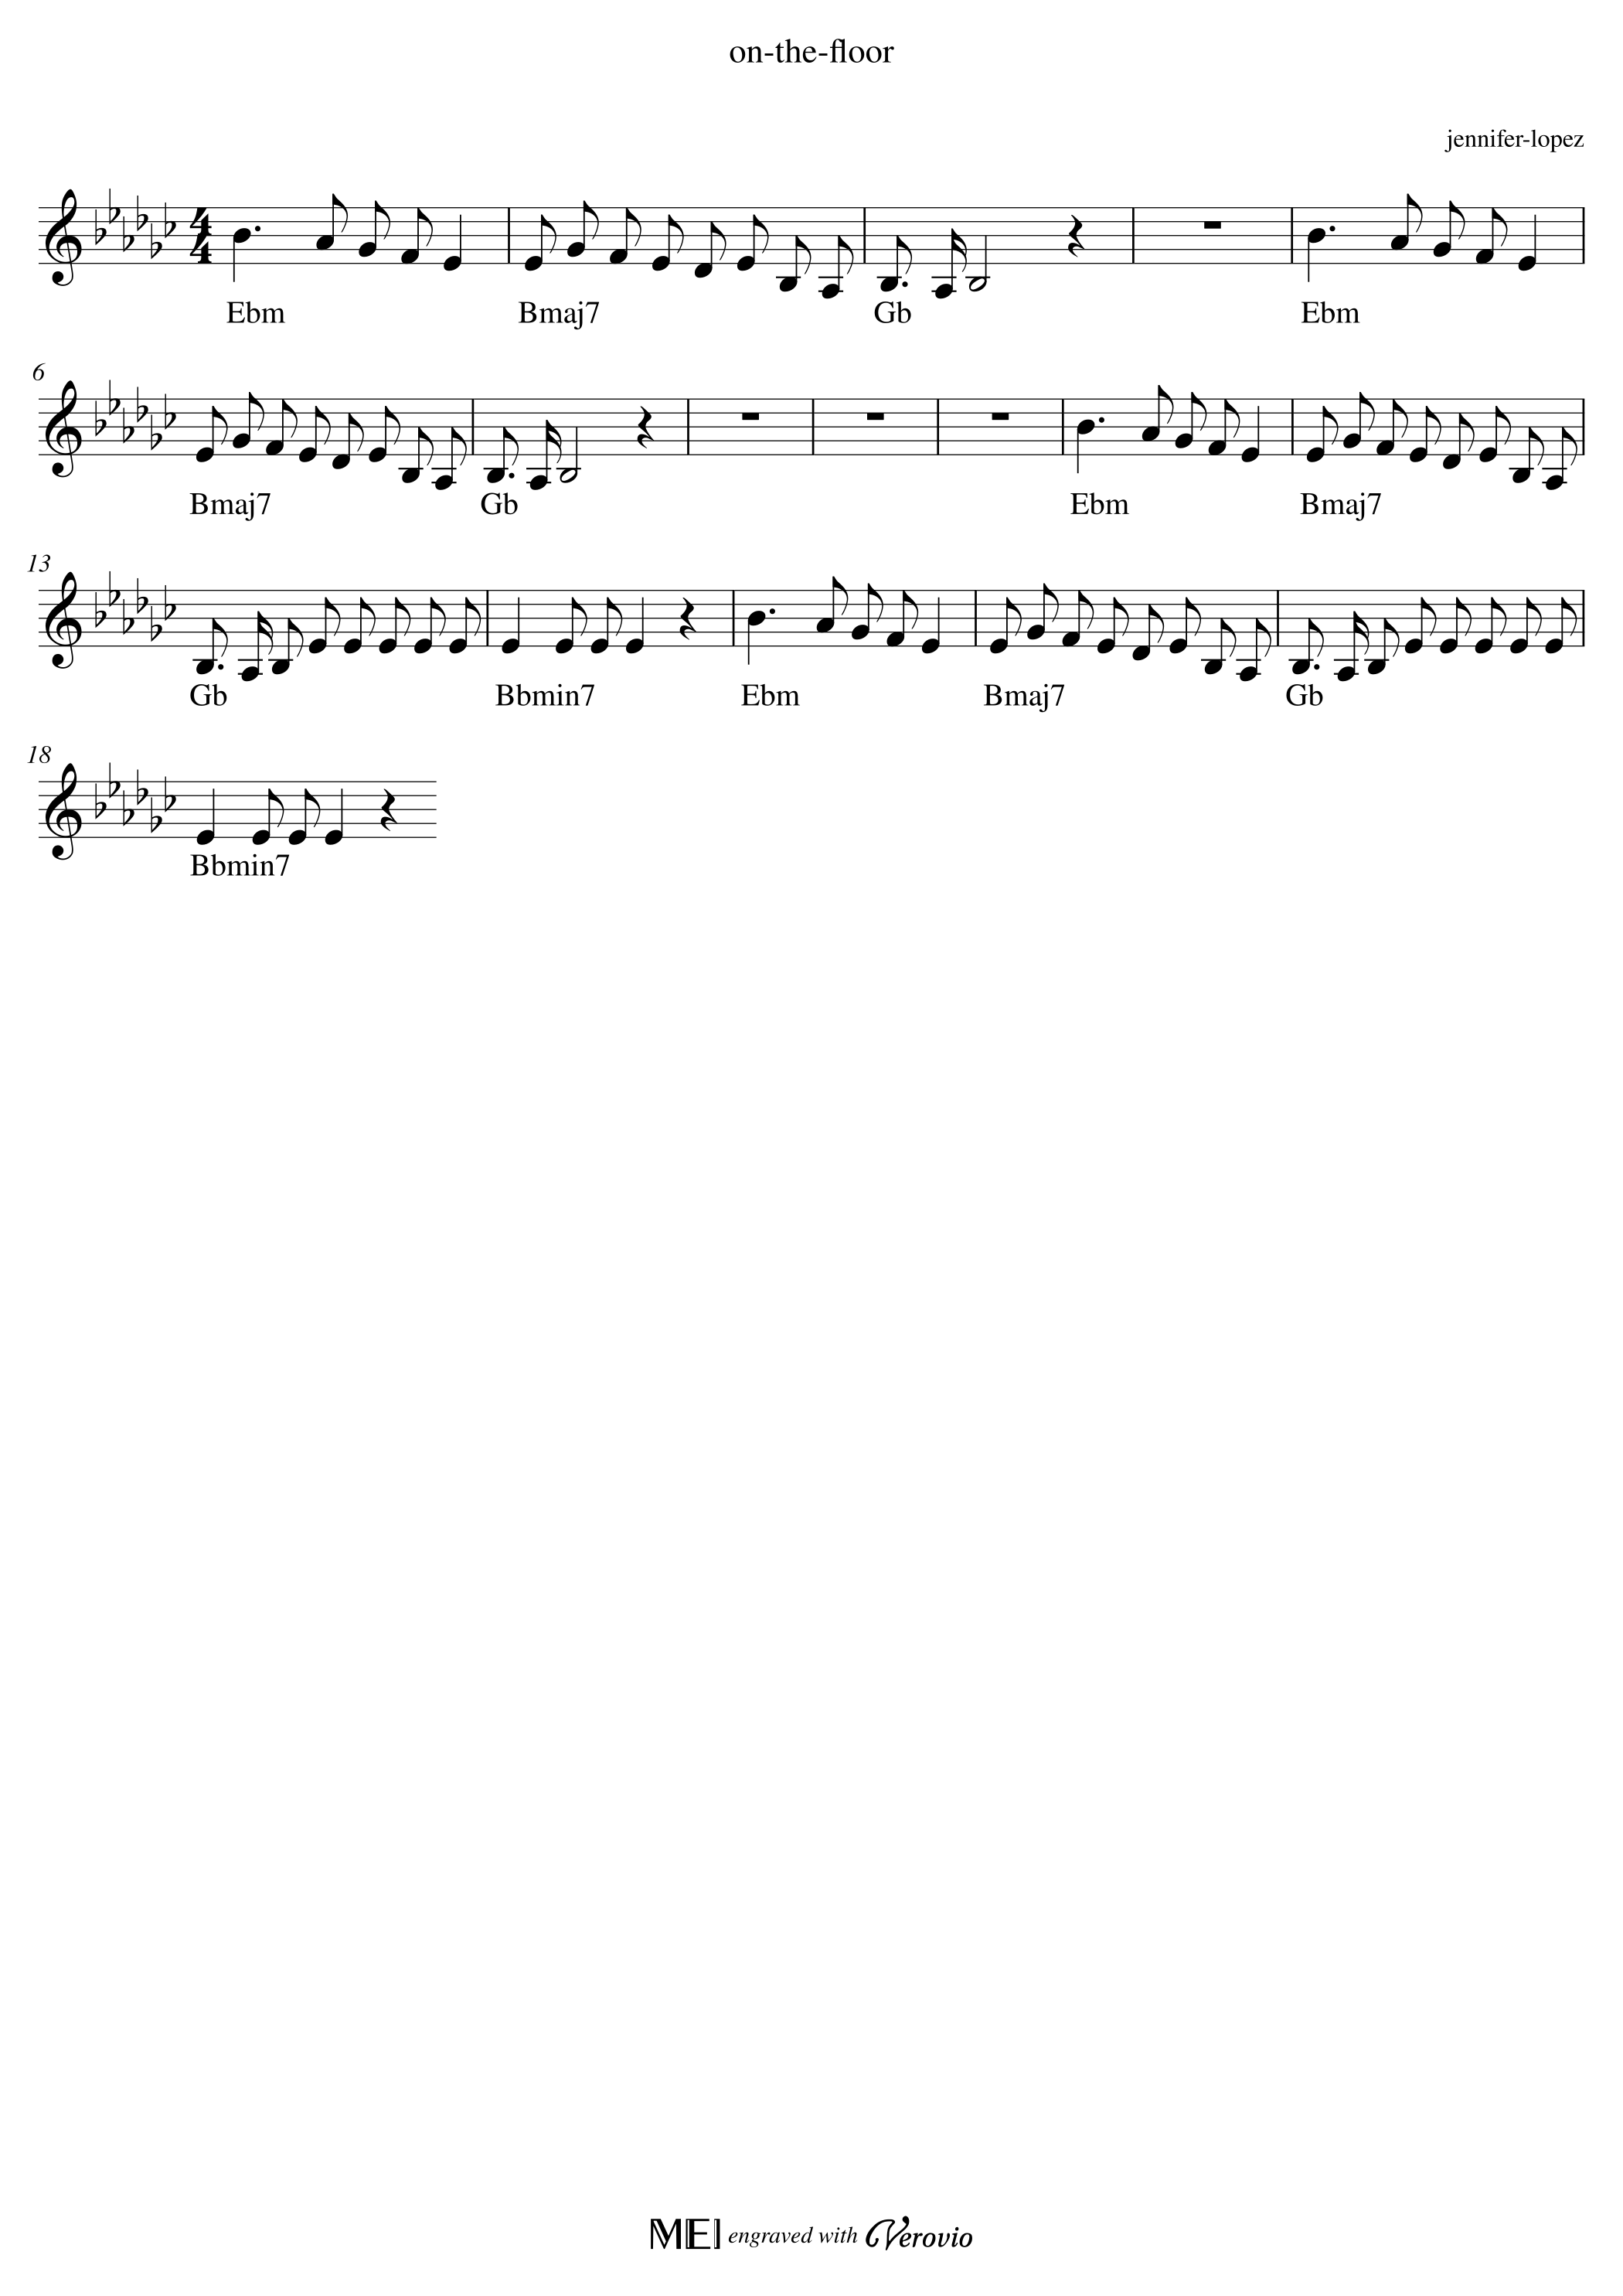 on-the-floor
jennifer-lopez
4
4
Ebm Bmaj7 Gb Ebm
6
Bmaj7 Gb Ebm Bmaj7
13
Gb Bbmin7 Ebm Bmaj7 Gb
18
Bbmin7
MEI engraved with Verovio